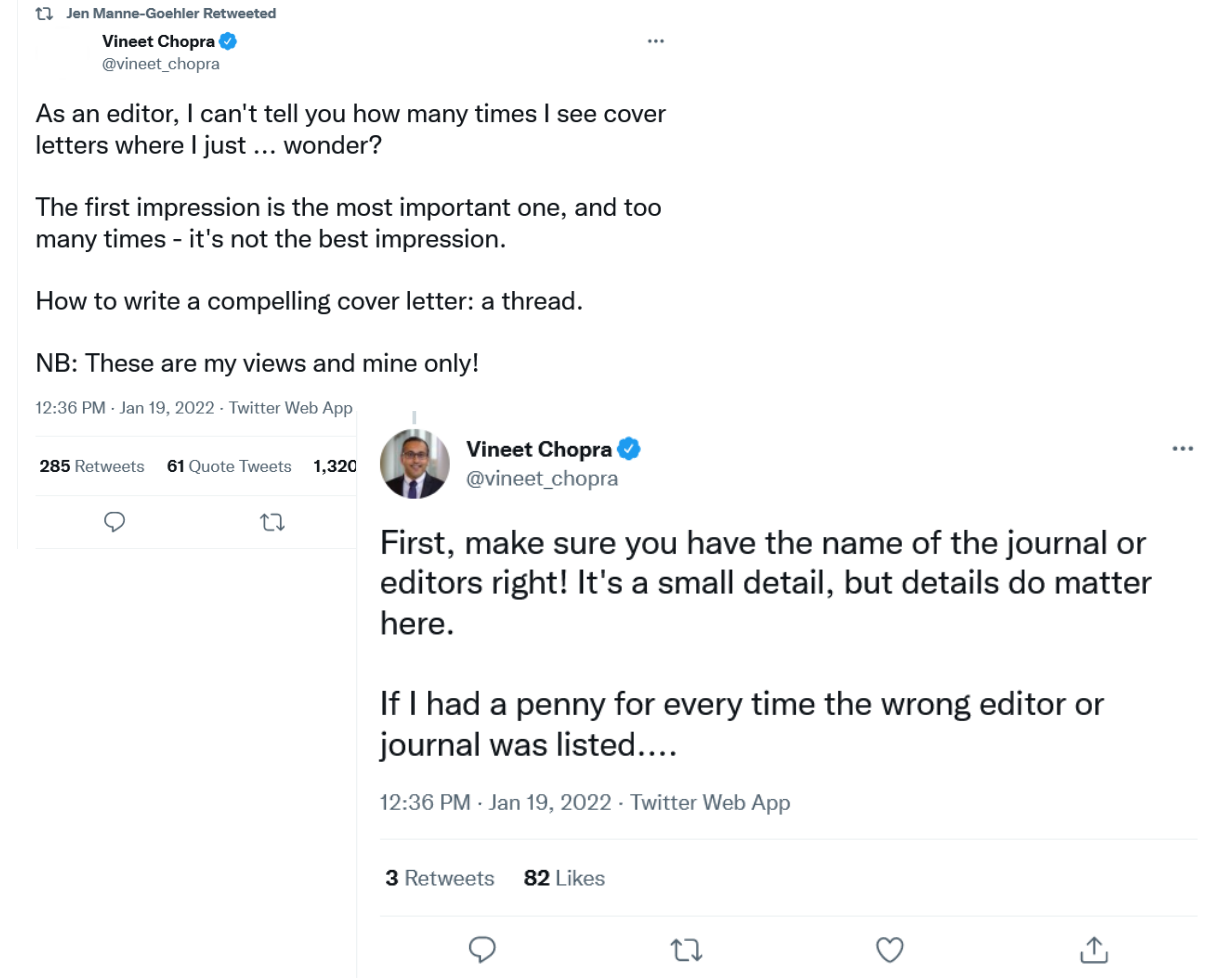 Jen Manne-Goehler Retweeted
Vineet Chopra
@vineet_chopra
As an editor, I can't tell you how many times I see cover
letters where I just … wonder?
The first impression is the most important one, and too
many times - it's not the best impression.
How to write a compelling cover letter: a thread.
NB: These are my views and mine only!
12:36 PM · Jan 19, 2022 · Twitter Web App
285 Retweets 61 Quote Tweets 1,320
Vineet Chopra
@vineet_chopra
First, make sure you have the name of the journal or
editors right! It's a small detail, but details do matter
here.
If I had a penny for every time the wrong editor or
journal was listed....
12:36 PM · Jan 19, 2022 · Twitter Web App
3 Retweets 82 Likes